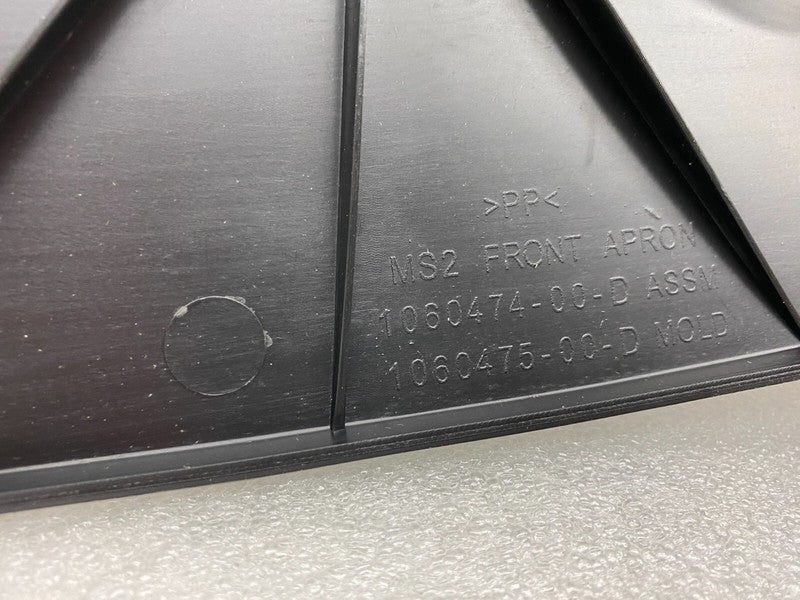 >PP<
MS2 FRONT APRON
1060474-00-D ASSM
1060475-00-D MOLD